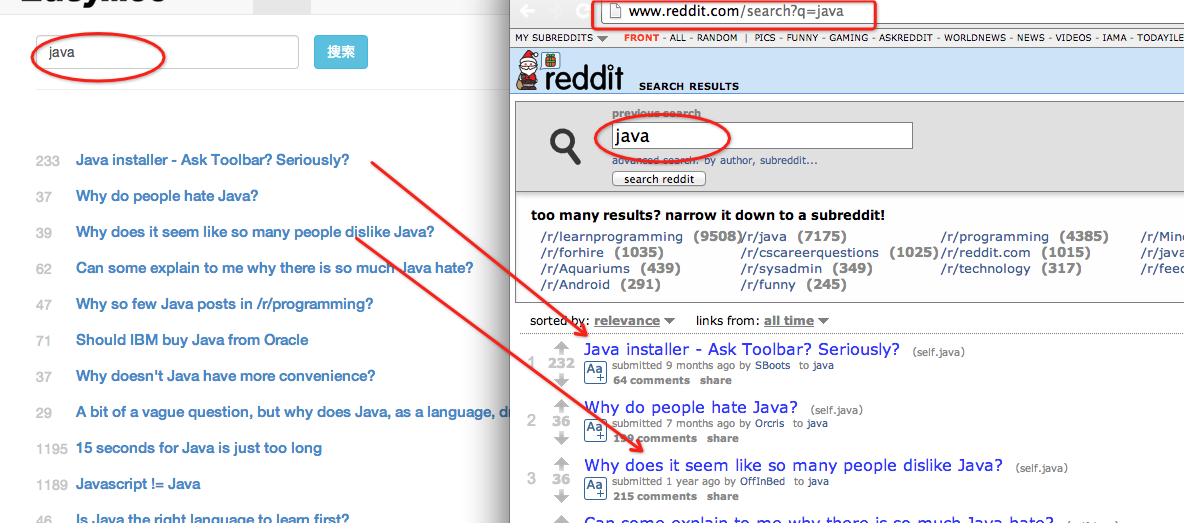 java
搜索
233 Java installer - Ask Toolbar? Seriously?
37 Why do people hate Java?
39 Why does it seem like so many people dislike Java?
62 Can some explain to me why there is so much Java hate?
47 Why so few Java posts in /r/programming?
71 Should IBM buy Java from Oracle
37 Why doesn't Java have more convenience?
29 A bit of a vague question, but why does Java, as a language,
1195 15 seconds for Java is just too long
1189 Javascript != Java
46 Is Java the right language to learn first?
www.reddit.com/search?q=java
MY SUBREDDITS FRONT - ALL - RANDOM | PICS - FUNNY - GAMING - ASKREDDIT - WORLDNEWS - NEWS - VIDEOS - IAMA - TODAYILE
reddit SEARCH RESULTS
previous search
java
advanced search: by author, subreddit...
search reddit
too many results? narrow it down to a subreddit!
/r/learnprogramming (9508) /r/java (7175) /r/programming (4385) /r/Min
/r/forhire (1035) /r/cscareerquestions (1025) /r/reddit.com (1015) /r/java
/r/Aquariums (439) /r/sysadmin (349) /r/technology (317) /r/feed
/r/Android (291) /r/funny (245)
sorted by: relevance links from: all time
1 232 Java installer - Ask Toolbar? Seriously? (self.java)
Aa+ submitted 9 months ago by SBoots to java
64 comments share
2 36 Why do people hate Java? (self.java)
Aa+ submitted 7 months ago by Orcris to java
comments share
3 36 Why does it seem like so many people dislike Java? (self.java)
Aa+ submitted 1 year ago by OffInBed to java
215 comments share
Can some explain to me why there is so much Java hate?